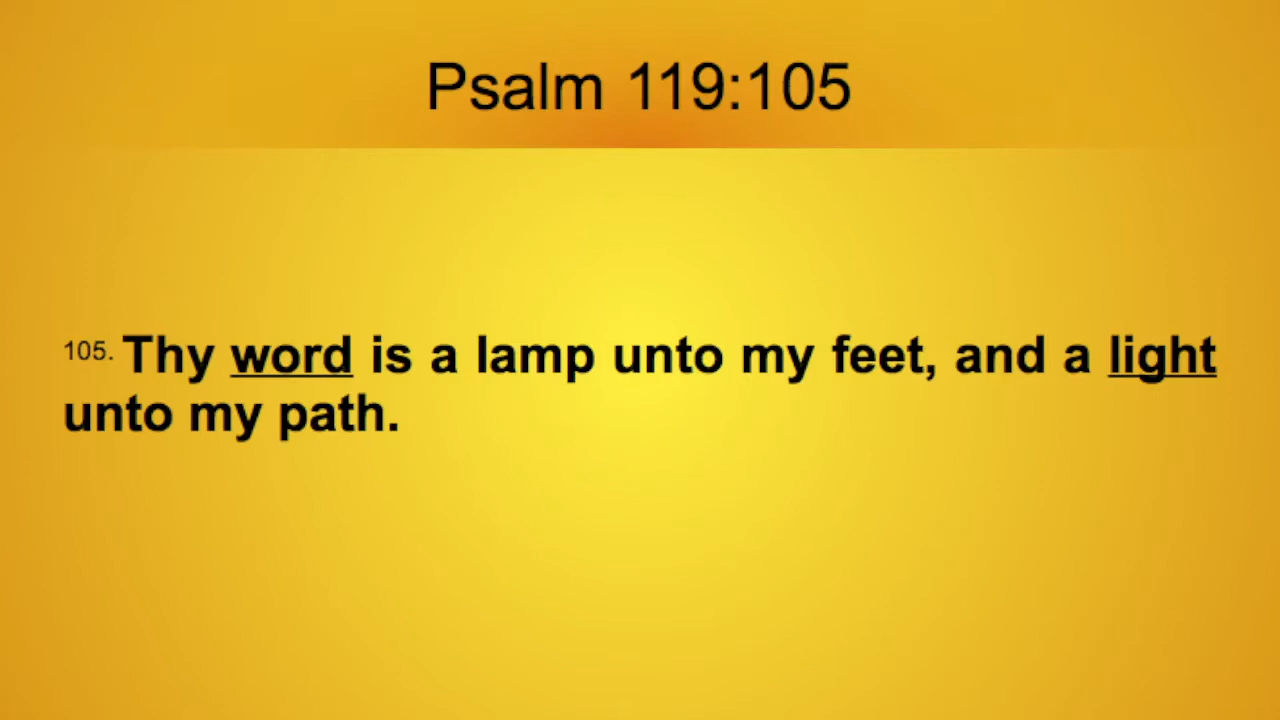 Psalm 119:105
105. Thy word is a lamp unto my feet, and a light
unto my path.